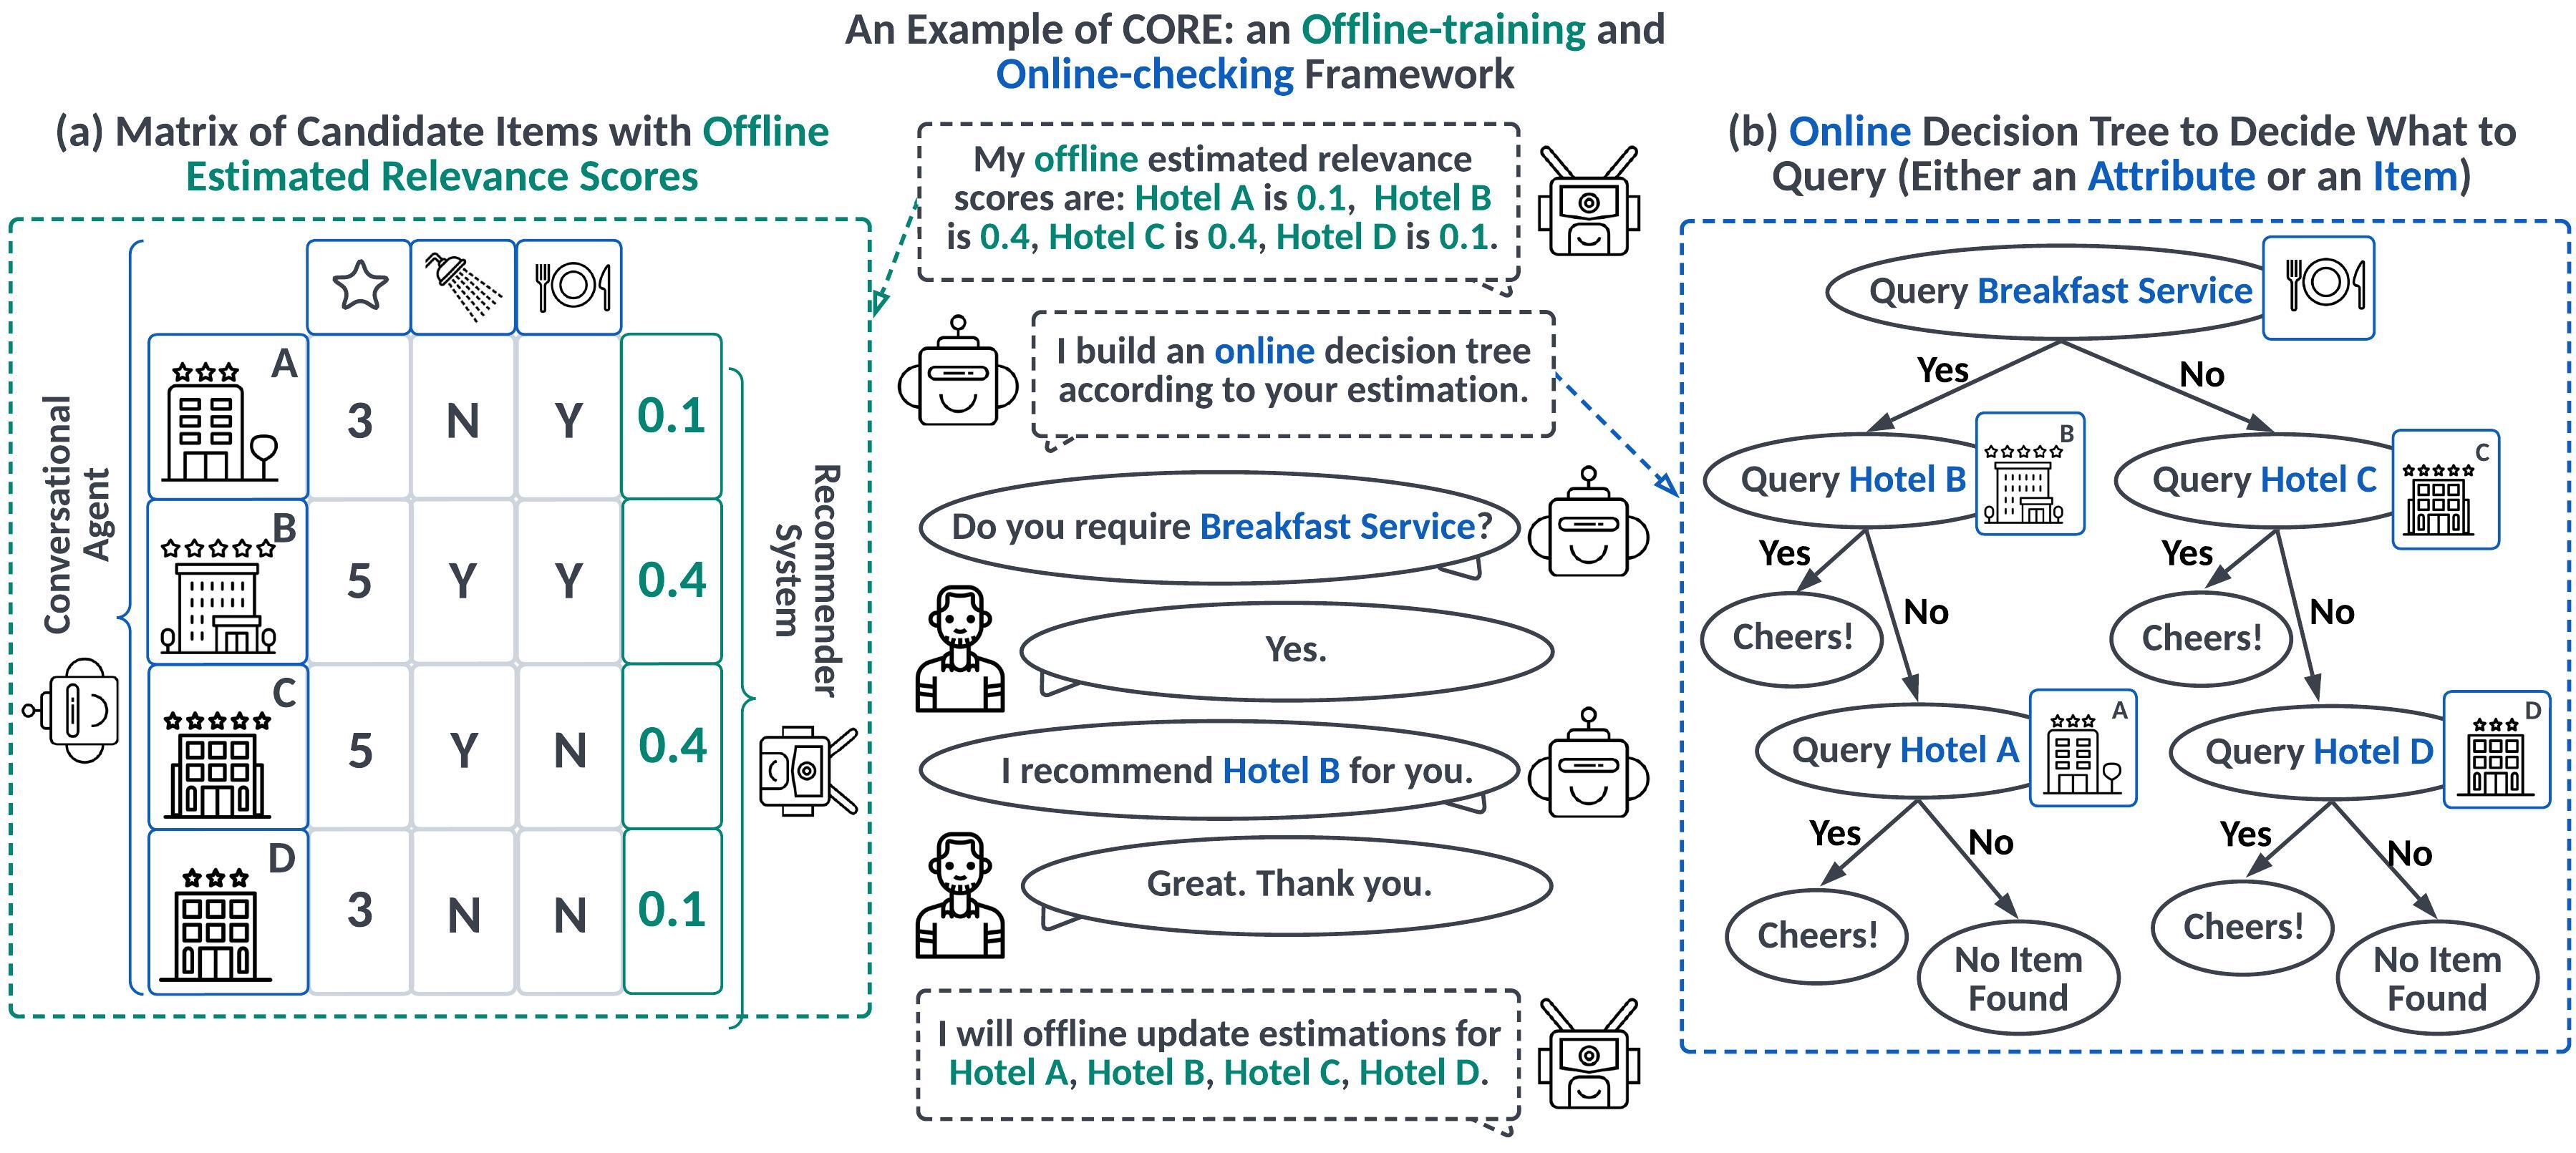 An Example of CORE: an Offline-training and
Online-checking Framework
(a) Matrix of Candidate Items with Offline
Estimated Relevance Scores
Conversational
Agent
A
3 N Y 0.1
B
5 Y Y 0.4
C
5 Y N 0.4
D
3 N N 0.1
Recommender
System
My offline estimated relevance
scores are: Hotel A is 0.1, Hotel B
is 0.4, Hotel C is 0.4, Hotel D is 0.1.
I build an online decision tree
according to your estimation.
Do you require Breakfast Service?
Yes.
I recommend Hotel B for you.
Great. Thank you.
I will offline update estimations for
Hotel A, Hotel B, Hotel C, Hotel D.
(b) Online Decision Tree to Decide What to
Query (Either an Attribute or an Item)
Query Breakfast Service
Yes No
Query Hotel B B Query Hotel C C
Yes No Yes No
Cheers! Cheers!
Query Hotel A A Query Hotel D D
Yes No Yes No
Cheers! No Item
Found
Cheers! No Item
Found